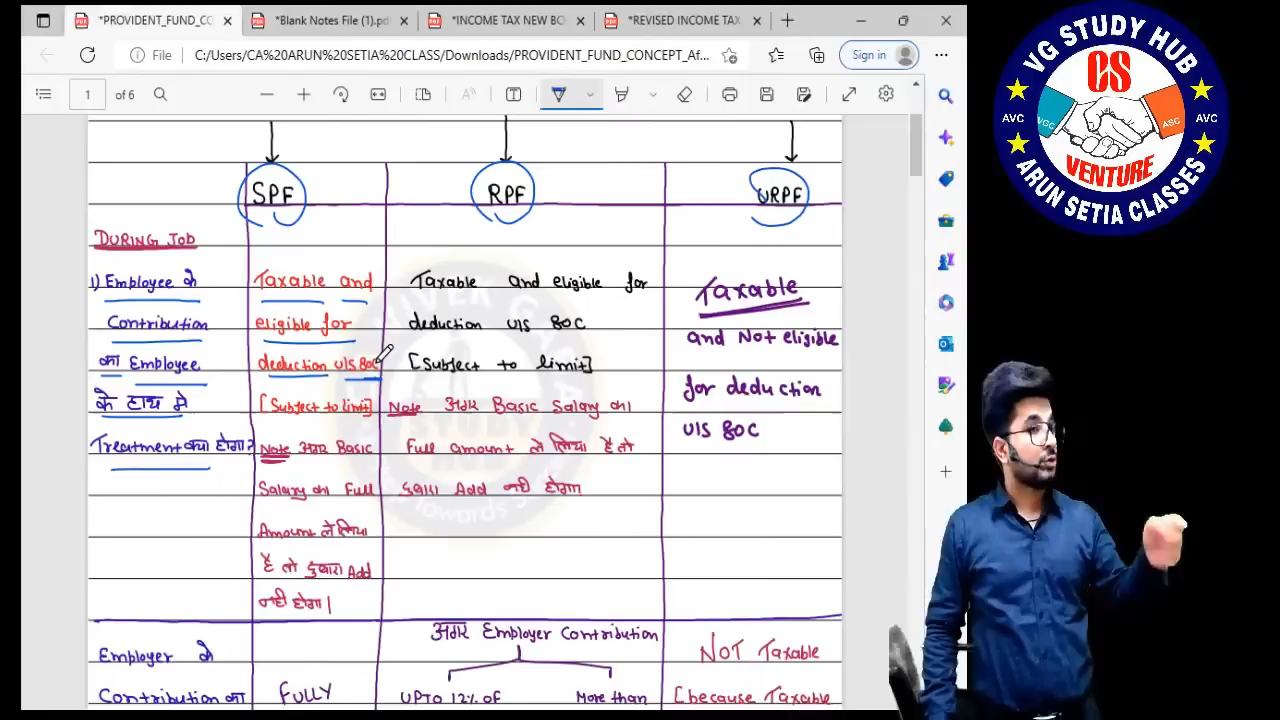 *PROVIDENT_FUND_CO
*Blank Notes File (1).pd
*INCOME TAX NEW BO
*REVISED INCOME TAX
File
C:/Users/CA%20ARUN%20SETIA%20CLASS/Downloads/PROVIDENT_FUND_CONCEPT_Af...
Sign in
1 of 6
SPF
RPF
URPF
DURING JOB
1) Employee के
Contribution
का Employee
के हाथ मे
Treatment क्या होगा?
Taxable and
eligible for
deduction U/S 80C
[Subject to limit]
Note अगर Basic
Salary का Full
Amount ले लिया
है तो दुबारा Add
नही होगा।
Taxable and eligible for
deduction U/S 80C
[Subject to limit]
Note अगर Basic Salary का
Full amount ले लिया है तो
दुबारा Add नही होगा
Taxable
and Not eligible
for deduction
U/S 80C
Employer के
Contribution का
FULLY
अगर Employer Contribution
UPTO 12% of
More than
NOT Taxable
[because Taxable
VG STUDY HUB
CS
AVC
AVC
VGC
ASC
VENTURE
ARUN SETIA CLASSES